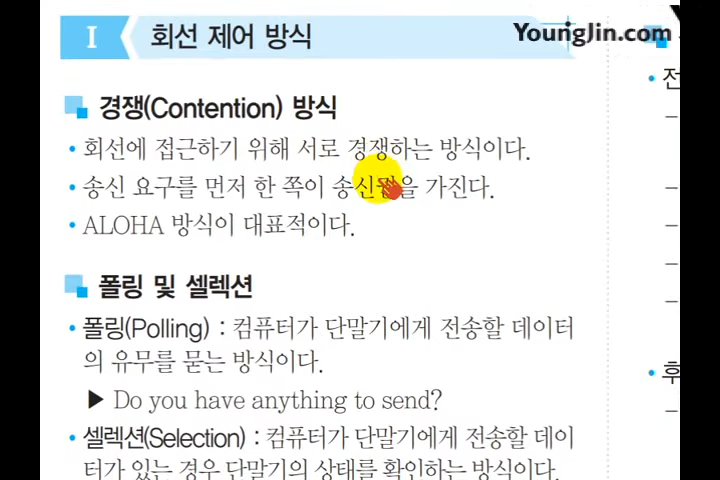 I 회선 제어 방식
YoungJin.com
경쟁(Contention) 방식
• 회선에 접근하기 위해 서로 경쟁하는 방식이다.
• 송신 요구를 먼저 한 쪽이 송신권을 가진다.
• ALOHA 방식이 대표적이다.
폴링 및 셀렉션
• 폴링(Polling) : 컴퓨터가 단말기에게 전송할 데이터
의 유무를 묻는 방식이다.
▶ Do you have anything to send?
• 셀렉션(Selection) : 컴퓨터가 단말기에게 전송할 데이
터가 있는 경우 단말기의 상태를 확인하는 방식이다.
• 전
• 후